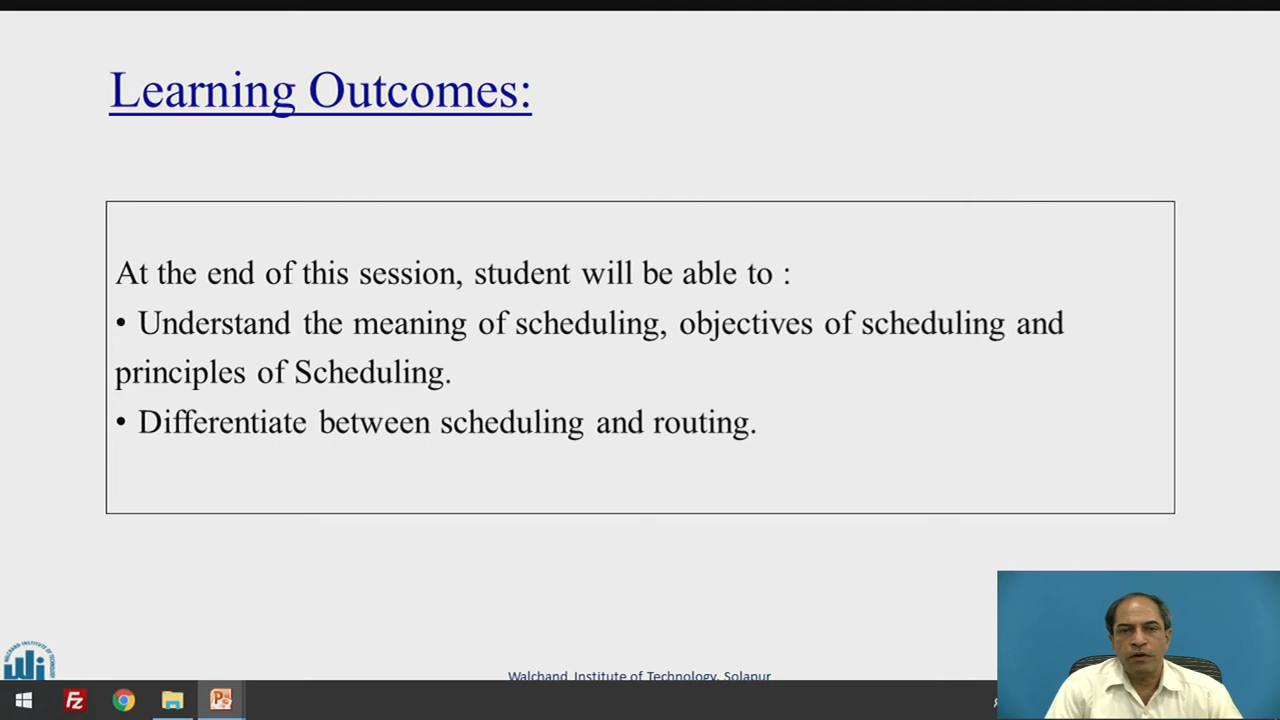 Learning Outcomes:
At the end of this session, student will be able to :
• Understand the meaning of scheduling, objectives of scheduling and
principles of Scheduling.
• Differentiate between scheduling and routing.
Walchand Institute of Technology, Solapur